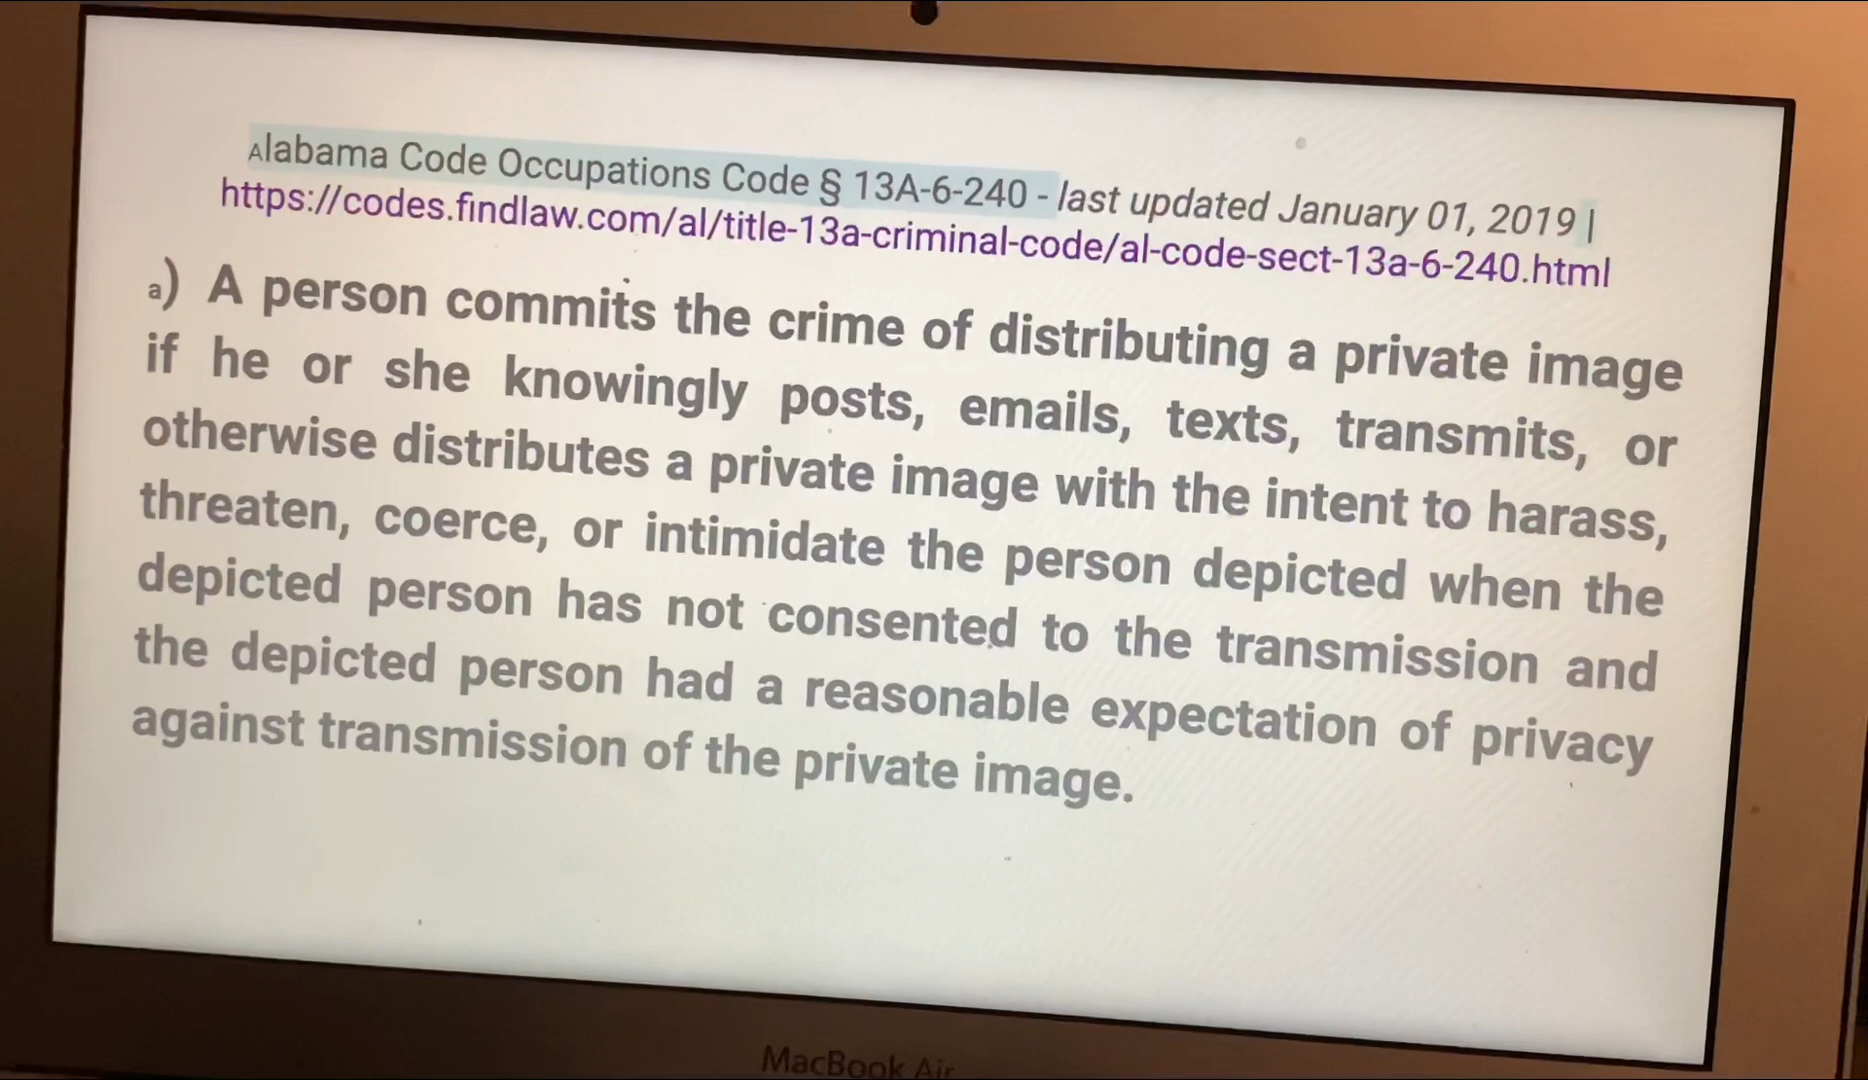 Alabama Code Occupations Code § 13A-6-240 - last updated January 01, 2019 |
https://codes.findlaw.com/al/title-13a-criminal-code/al-code-sect-13a-6-240.html
a) A person commits the crime of distributing a private image
if he or she knowingly posts, emails, texts, transmits, or
otherwise distributes a private image with the intent to harass,
threaten, coerce, or intimidate the person depicted when the
depicted person has not consented to the transmission and
the depicted person had a reasonable expectation of privacy
against transmission of the private image.
MacBook Air